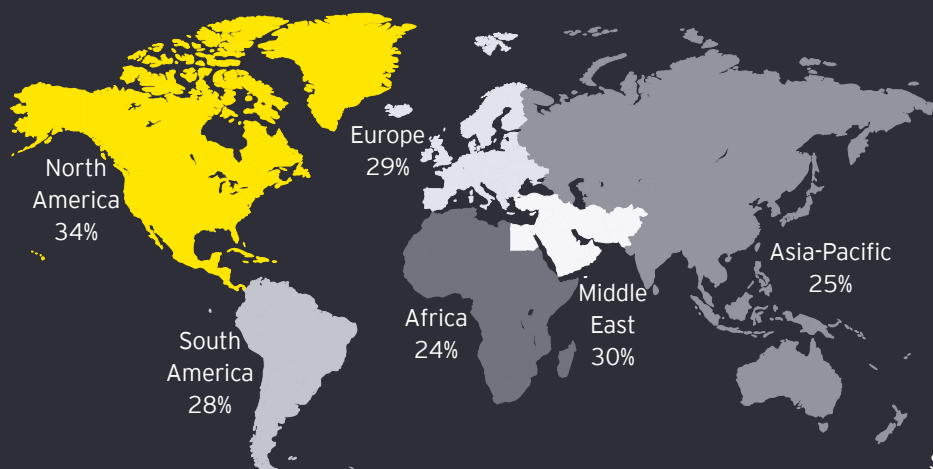 North
America
34%
Europe
29%
South
America
28%
Africa
24%
Middle
East
30%
Asia-Pacific
25%